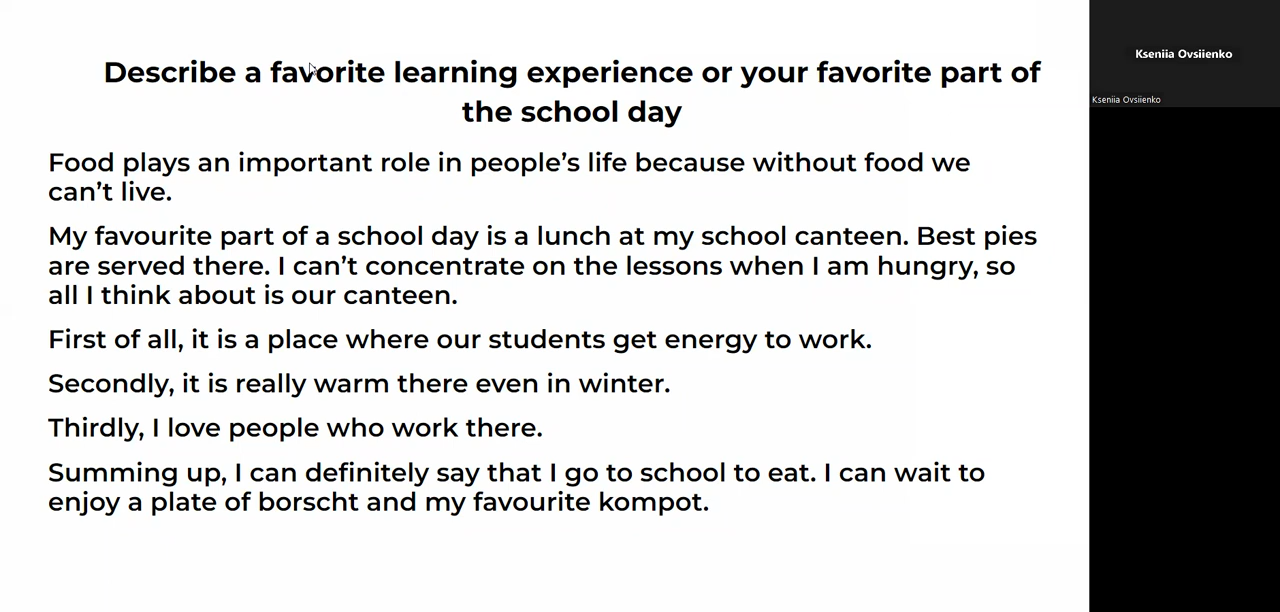 Describe a favorite learning experience or your favorite part of
the school day
Food plays an important role in people’s life because without food we
can’t live.
My favourite part of a school day is a lunch at my school canteen. Best pies
are served there. I can’t concentrate on the lessons when I am hungry, so
all I think about is our canteen.
First of all, it is a place where our students get energy to work.
Secondly, it is really warm there even in winter.
Thirdly, I love people who work there.
Summing up, I can definitely say that I go to school to eat. I can wait to
enjoy a plate of borscht and my favourite kompot.
Kseniia Ovsiienko
Kseniia Ovsiienko